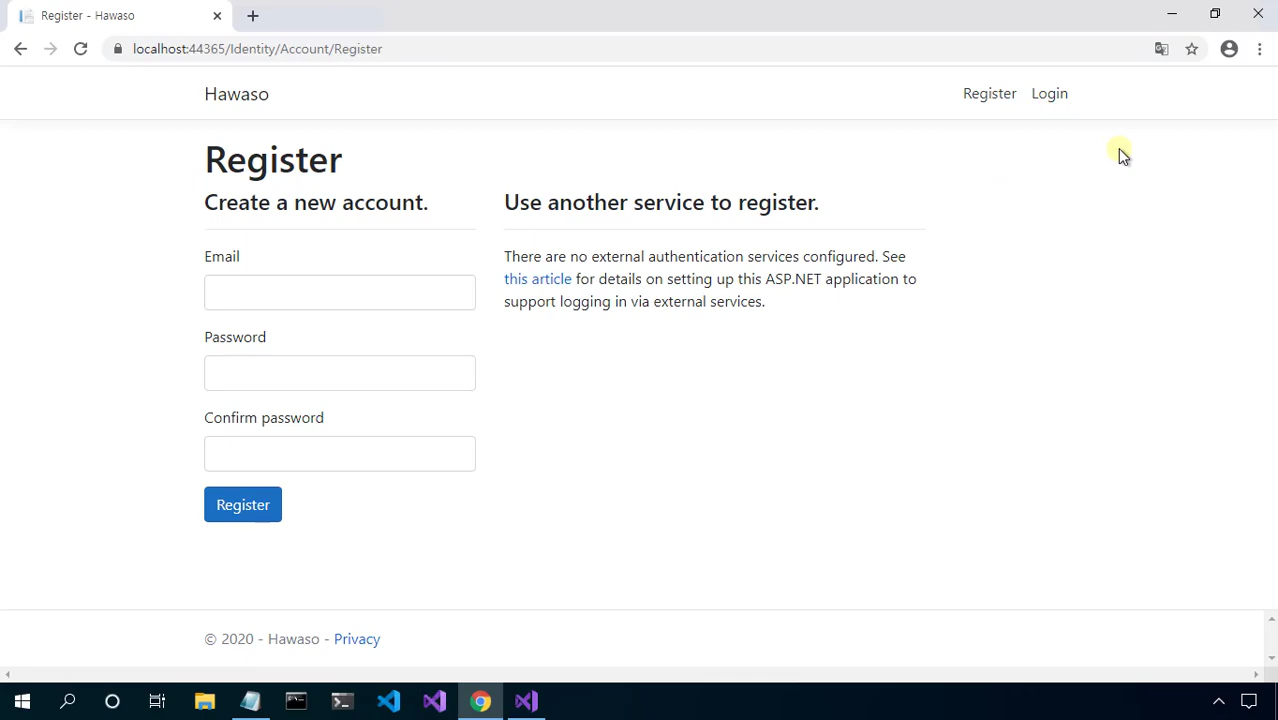 Register - Hawaso
localhost:44365/Identity/Account/Register
Hawaso
Register
Login
Register
Create a new account.
Email
Password
Confirm password
Register
Use another service to register.
There are no external authentication services configured. See
this article for details on setting up this ASP.NET application to
support logging in via external services.
© 2020 - Hawaso - Privacy